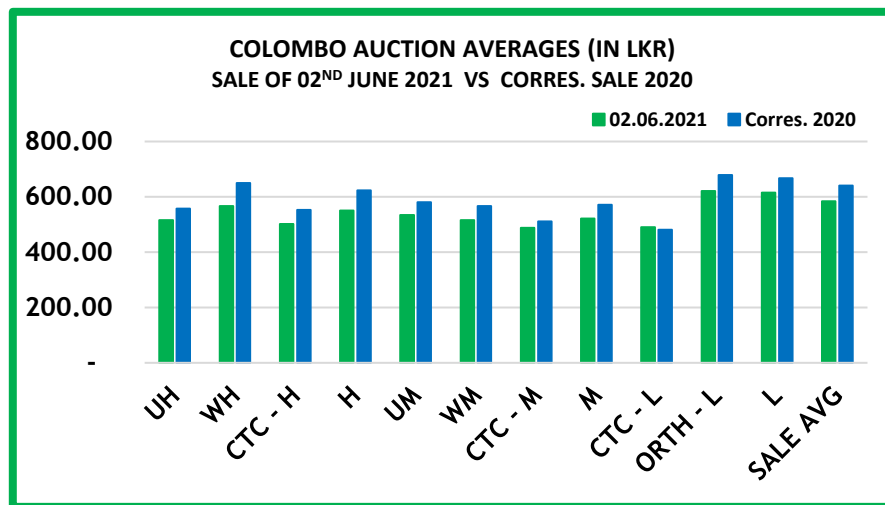 COLOMBO AUCTION AVERAGES (IN LKR)
SALE OF 02ND JUNE 2021 VS CORRES. SALE 2020
02.06.2021 Corres. 2020
800.00
600.00
400.00
200.00
-
UH WH CTC - H H UM WM CTC - M M CTC - L ORTH - L L SALE AVG